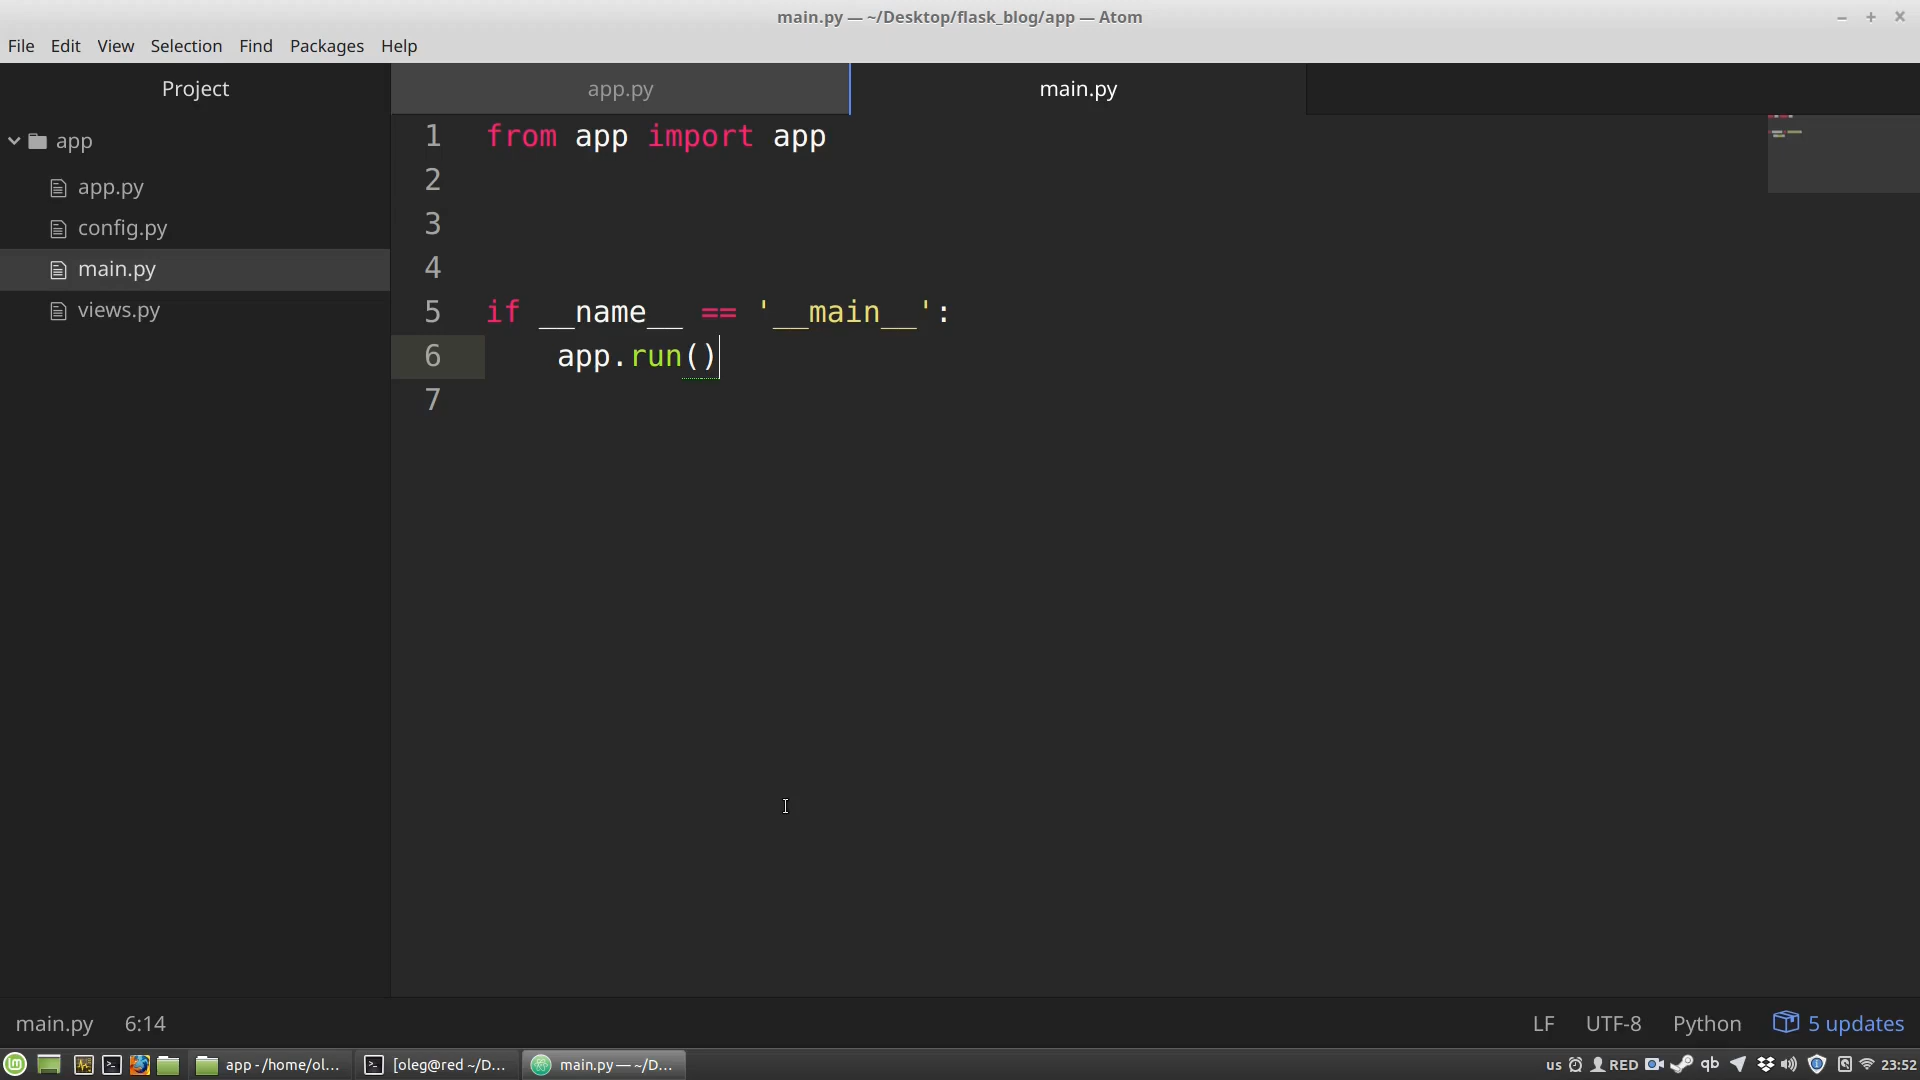 main.py — ~/Desktop/flask_blog/app — Atom
File Edit View Selection Find Packages Help
Project
app.py
main.py
app
app.py
config.py
main.py
views.py
1 from app import app
2
3
4
5 if __name__ == '__main__':
6 app.run()
7
main.py 6:14
LF UTF-8 Python 5 updates
app - /home/ol...
[oleg@red ~/D...
main.py — ~/D...
us RED qb 23:52